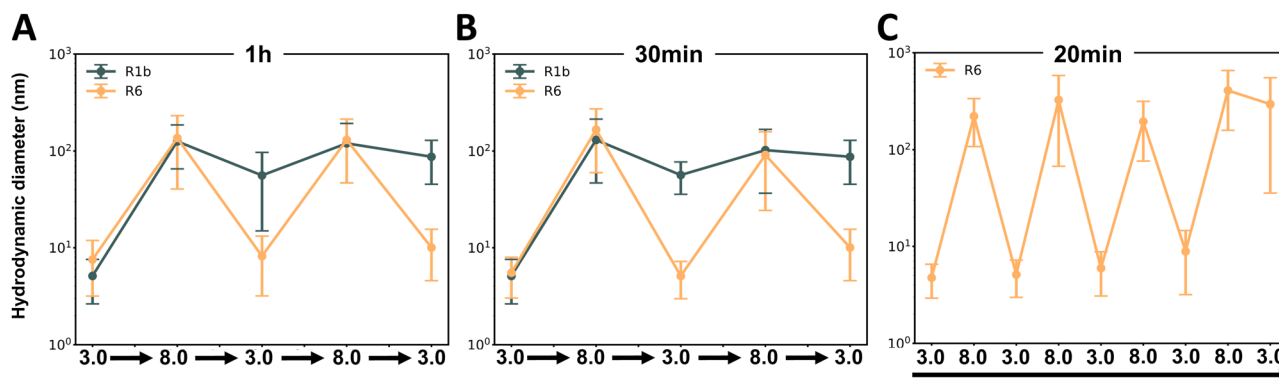 A
1h
Hydrodynamic diameter (nm)
10³
10²
10¹
10⁰
R1b
R6
3.0 → 8.0 → 3.0 → 8.0 → 3.0
B
30min
10³
10²
10¹
10⁰
R1b
R6
3.0 → 8.0 → 3.0 → 8.0 → 3.0
C
20min
10³
10²
10¹
10⁰
R6
3.0 8.0 3.0 8.0 3.0 8.0 3.0 8.0 3.0